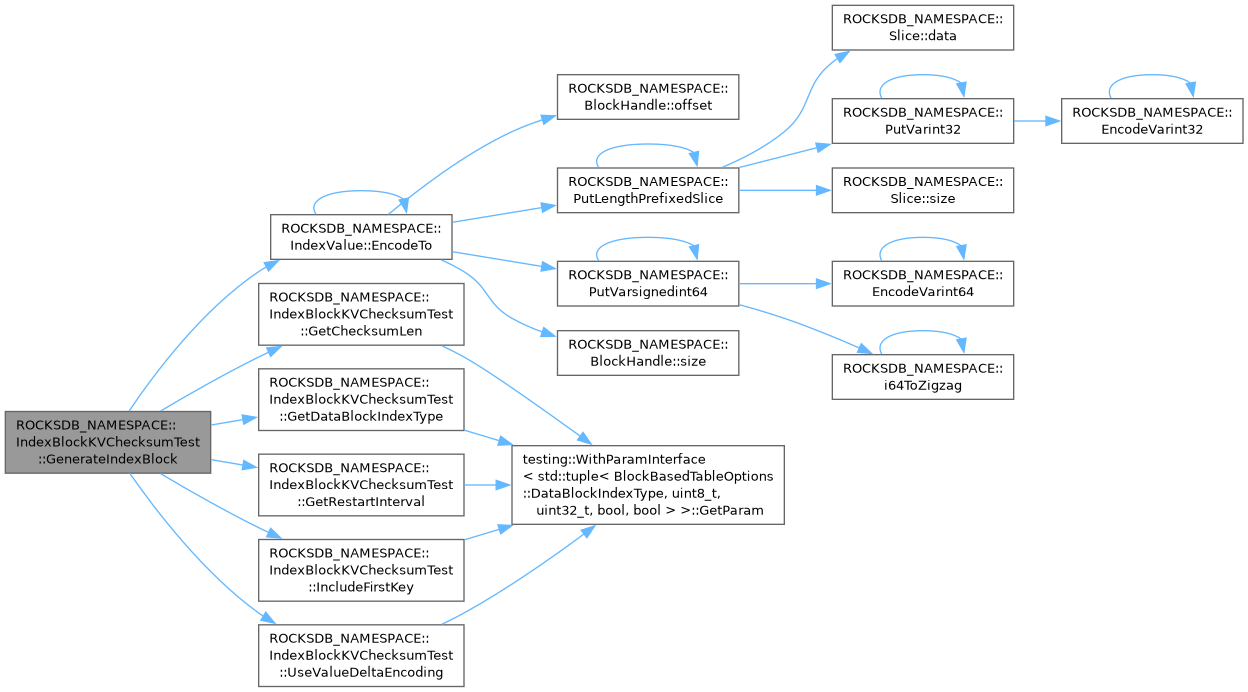 ROCKSDB_NAMESPACE::
IndexBlockKVChecksumTest
::GenerateIndexBlock
ROCKSDB_NAMESPACE::
IndexValue::EncodeTo
ROCKSDB_NAMESPACE::
IndexBlockKVChecksumTest
::GetChecksumLen
ROCKSDB_NAMESPACE::
IndexBlockKVChecksumTest
::GetDataBlockIndexType
ROCKSDB_NAMESPACE::
IndexBlockKVChecksumTest
::GetRestartInterval
ROCKSDB_NAMESPACE::
IndexBlockKVChecksumTest
::IncludeFirstKey
ROCKSDB_NAMESPACE::
IndexBlockKVChecksumTest
::UseValueDeltaEncoding
ROCKSDB_NAMESPACE::
BlockHandle::offset
ROCKSDB_NAMESPACE::
PutLengthPrefixedSlice
ROCKSDB_NAMESPACE::
PutVarsignedint64
ROCKSDB_NAMESPACE::
BlockHandle::size
testing::WithParamInterface
< std::tuple< BlockBasedTableOptions
::DataBlockIndexType, uint8_t,
uint32_t, bool, bool > >::GetParam
ROCKSDB_NAMESPACE::
Slice::data
ROCKSDB_NAMESPACE::
PutVarint32
ROCKSDB_NAMESPACE::
Slice::size
ROCKSDB_NAMESPACE::
EncodeVarint64
ROCKSDB_NAMESPACE::
i64ToZigzag
ROCKSDB_NAMESPACE::
EncodeVarint32